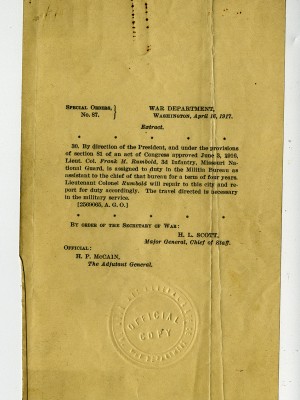 SPECIAL ORDERS,
No. 87.
WAR DEPARTMENT,
WASHINGTON, April 16, 1917.
Extract.
* * * * * * *
30. By direction of the President, and under the provisions
of section 81 of an act of Congress approved June 3, 1916,
Lieut. Col. Frank M. Rumbold, 3d Infantry, Missouri Na-
tional Guard, is assigned to duty in the Militia Bureau as
assistant to the chief of that bureau for a term of four years.
Lieutenant Colonel Rumbold will repair to this city and re-
port for duty accordingly. The travel directed is necessary
in the military service.
[2569065, A. G. O.]
* * * * * * *
BY ORDER OF THE SECRETARY OF WAR:
H. L. SCOTT,
Major General, Chief of Staff.
OFFICIAL:
H. P. McCAIN,
The Adjutant General.
OFFICIAL
COPY